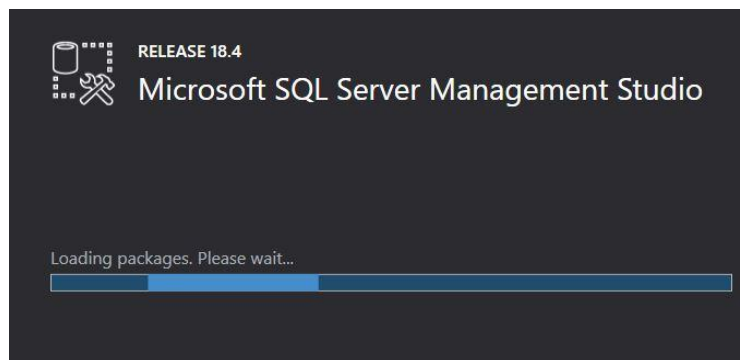 RELEASE 18.4
Microsoft SQL Server Management Studio
Loading packages. Please wait...